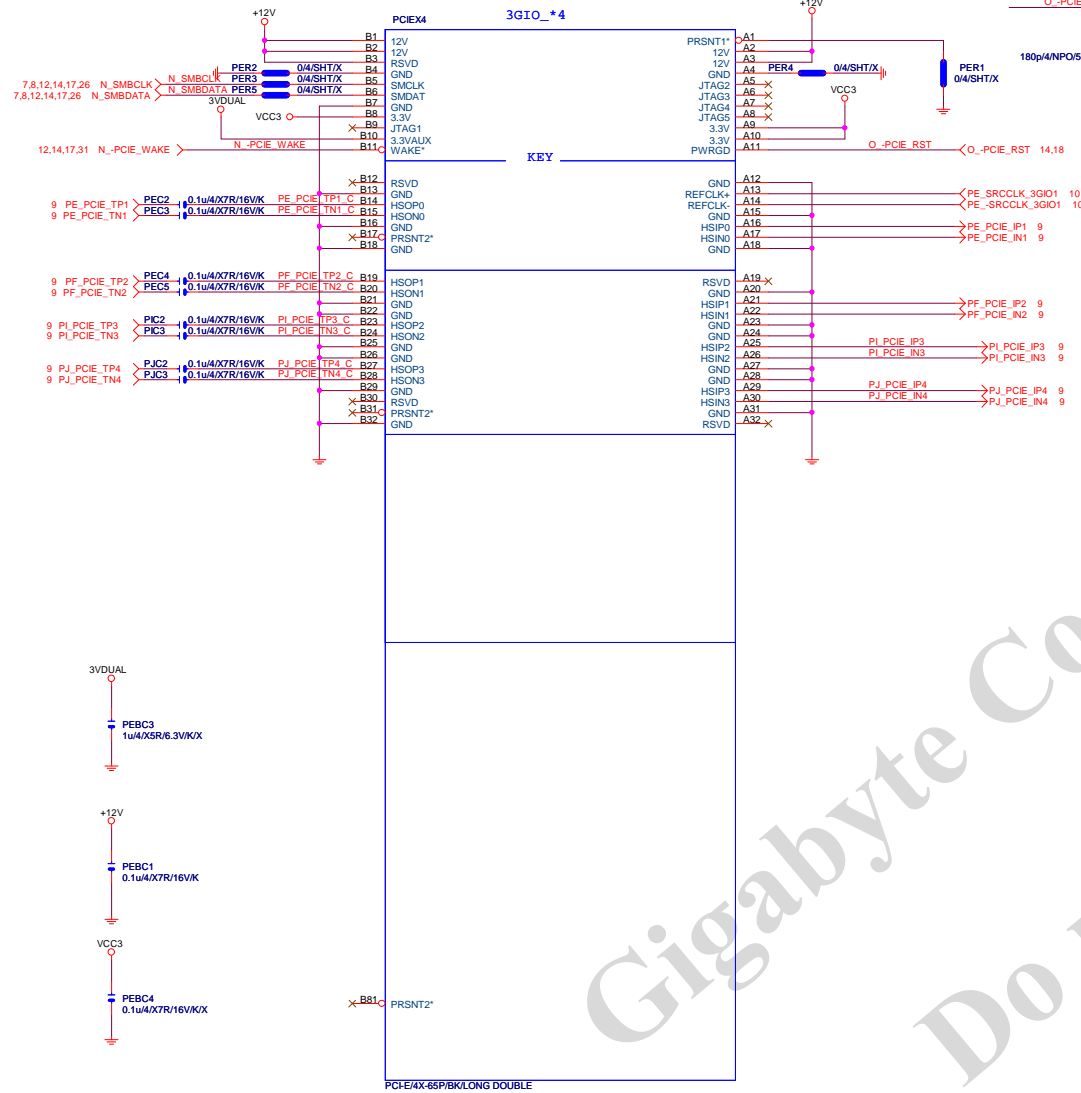 +12V
PCIEX4
3GIO_*4
+12V
B1 12V
B2 12V
B3 RSVD
PER2 0/4/SHT/X B4 GND
7,8,12,14,17,26 N_SMBCLK N_SMBCLK PER3 0/4/SHT/X B5 SMCLK
7,8,12,14,17,26 N_SMBDATA N_SMBDATA PER5 0/4/SHT/X B6 SMDAT
3VDUAL
B7 GND
VCC3 B8 3.3V
B9 JTAG1
B10 3.3VAUX
12,14,17,31 N_-PCIE_WAKE N_-PCIE_WAKE B11 WAKE*
KEY
PRSNT1* A1
12V A2
12V A3
GND A4 PER4 0/4/SHT/X
JTAG2 A5
JTAG3 A6
JTAG4 A7
JTAG5 A8
VCC3
3.3V A9
3.3V A10
PWRGD A11 O_-PCIE_RST O_-PCIE_RST 14,18
PER1
0/4/SHT/X
180p/4/NPO/5
B12 RSVD
B13 GND
9 PE_PCIE_TP1 PEC2 0.1u/4/X7R/16V/K PE_PCIE_TP1_C B14 HSOP0
9 PE_PCIE_TN1 PEC3 0.1u/4/X7R/16V/K PE_PCIE_TN1_C B15 HSON0
B16 GND
B17 PRSNT2*
B18 GND
GND A12
REFCLK+ A13 PE_SRCCLK_3GIO1 10
REFCLK- A14 PE_-SRCCLK_3GIO1 10
GND A15
HSIP0 A16 PE_PCIE_IP1 9
HSIN0 A17 PE_PCIE_IN1 9
GND A18
9 PF_PCIE_TP2 PEC4 0.1u/4/X7R/16V/K PF_PCIE_TP2_C B19 HSOP1
9 PF_PCIE_TN2 PEC5 0.1u/4/X7R/16V/K PF_PCIE_TN2_C B20 HSON1
B21 GND
B22 GND
9 PI_PCIE_TP3 PIC2 0.1u/4/X7R/16V/K PI_PCIE_TP3_C B23 HSOP2
9 PI_PCIE_TN3 PIC3 0.1u/4/X7R/16V/K PI_PCIE_TN3_C B24 HSON2
B25 GND
B26 GND
9 PJ_PCIE_TP4 PJC2 0.1u/4/X7R/16V/K PJ_PCIE_TP4_C B27 HSOP3
9 PJ_PCIE_TN4 PJC3 0.1u/4/X7R/16V/K PJ_PCIE_TN4_C B28 HSON3
B29 GND
B30 RSVD
B31 PRSNT2*
B32 GND
RSVD A19
GND A20
HSIP1 A21 PF_PCIE_IP2 9
HSIN1 A22 PF_PCIE_IN2 9
GND A23
GND A24
HSIP2 A25 PI_PCIE_IP3 PI_PCIE_IP3 9
HSIN2 A26 PI_PCIE_IN3 PI_PCIE_IN3 9
GND A27
GND A28
HSIP3 A29 PJ_PCIE_IP4 PJ_PCIE_IP4 9
HSIN3 A30 PJ_PCIE_IN4 PJ_PCIE_IN4 9
GND A31
RSVD A32
3VDUAL
PEBC3
1u/4/X5R/6.3V/K/X
+12V
PEBC1
0.1u/4/X7R/16V/K
VCC3
PEBC4
0.1u/4/X7R/16V/K/X
B81 PRSNT2*
PCI-E/4X-65P/BK/LONG DOUBLE
Gigabyte Co
Do